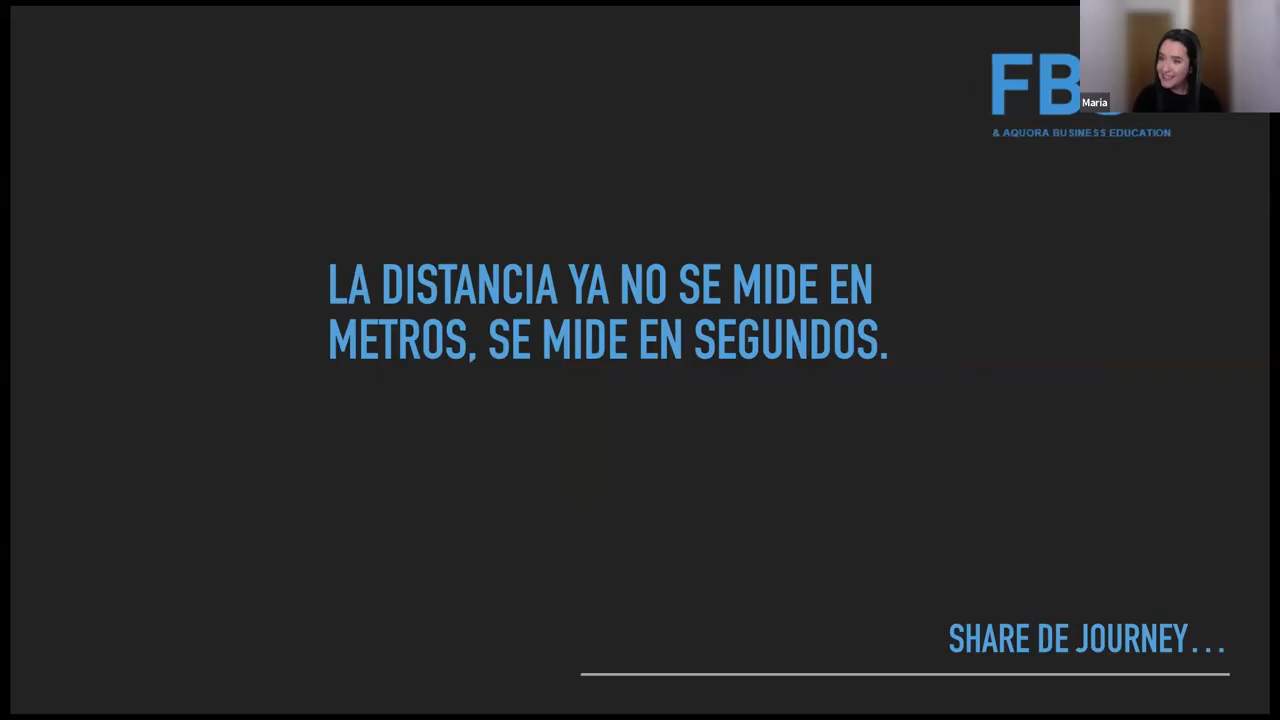 Maria
& AQUORA BUSINESS EDUCATION
LA DISTANCIA YA NO SE MIDE EN
METROS, SE MIDE EN SEGUNDOS.
SHARE DE JOURNEY...